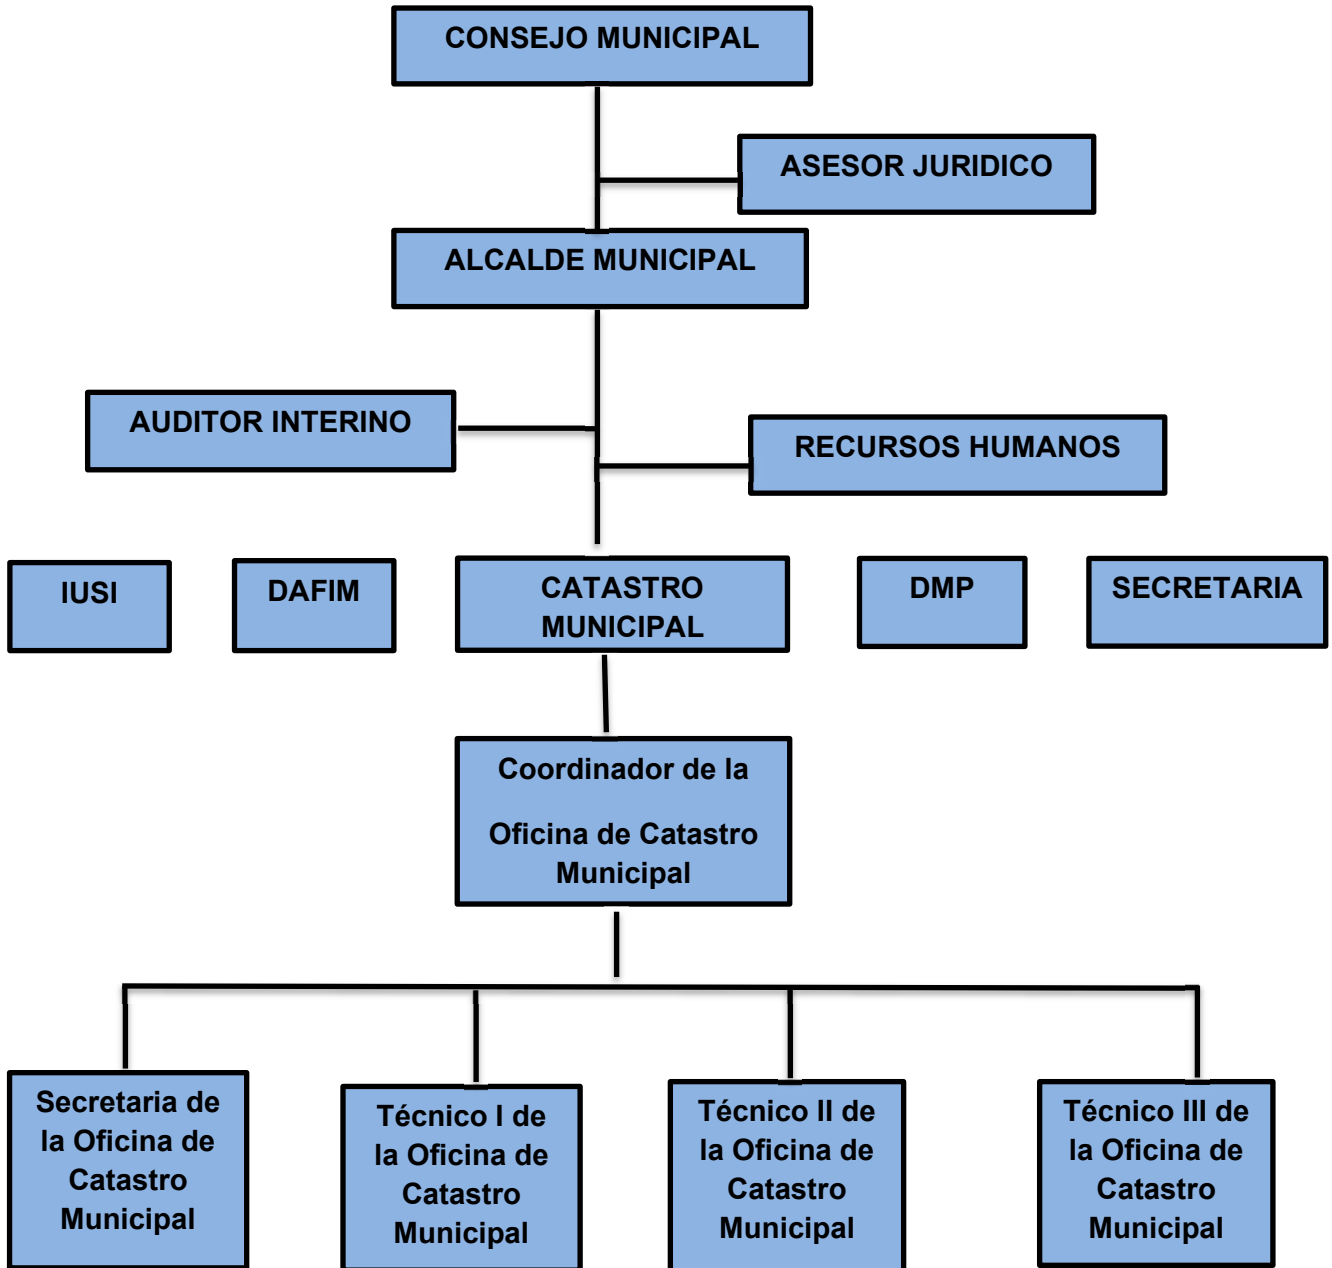 CONSEJO MUNICIPAL
ASESOR JURIDICO
ALCALDE MUNICIPAL
AUDITOR INTERINO
RECURSOS HUMANOS
IUSI
DAFIM
CATASTRO
MUNICIPAL
DMP
SECRETARIA
Coordinador de la
Oficina de Catastro
Municipal
Secretaria de
la Oficina de
Catastro
Municipal
Técnico I de
la Oficina de
Catastro
Municipal
Técnico II de
la Oficina de
Catastro
Municipal
Técnico III de
la Oficina de
Catastro
Municipal